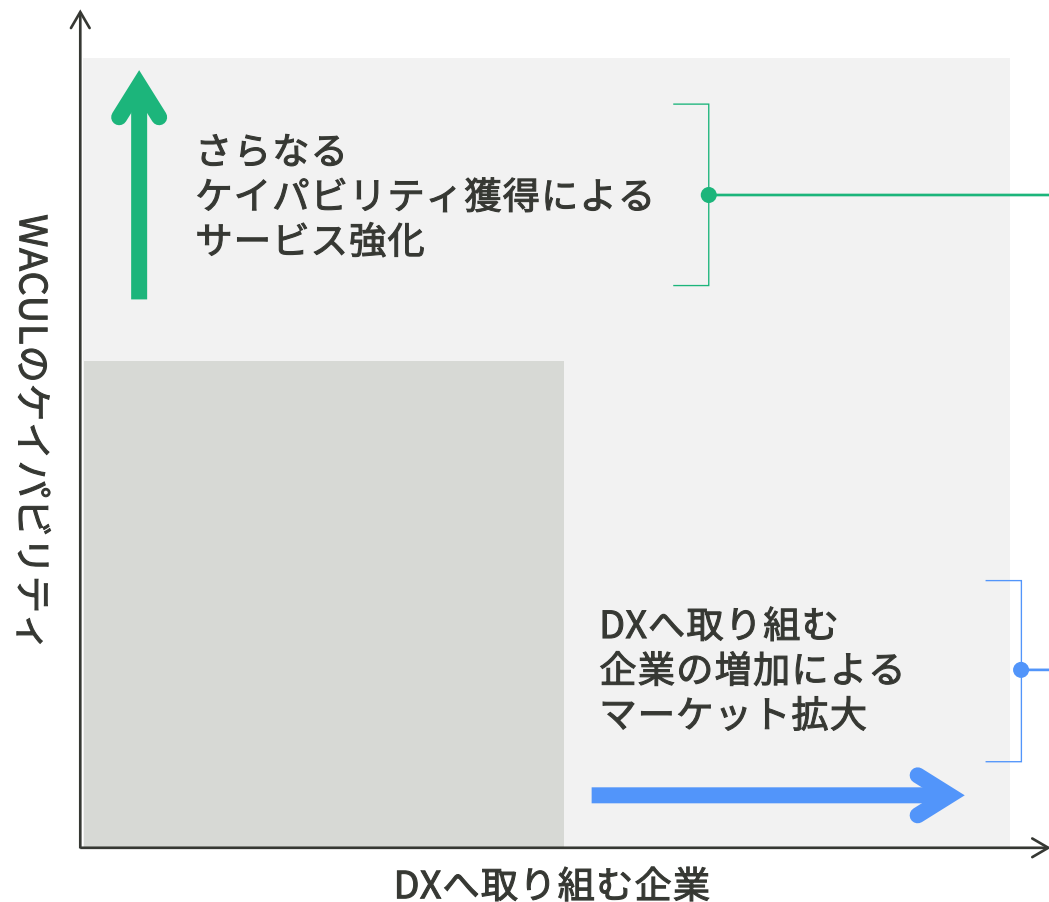 さらなる
ケイパビリティ獲得による
サービス強化
WACULのケイパビリティ
DXへ取り組む
企業の増加による
マーケット拡大
DXへ取り組む企業